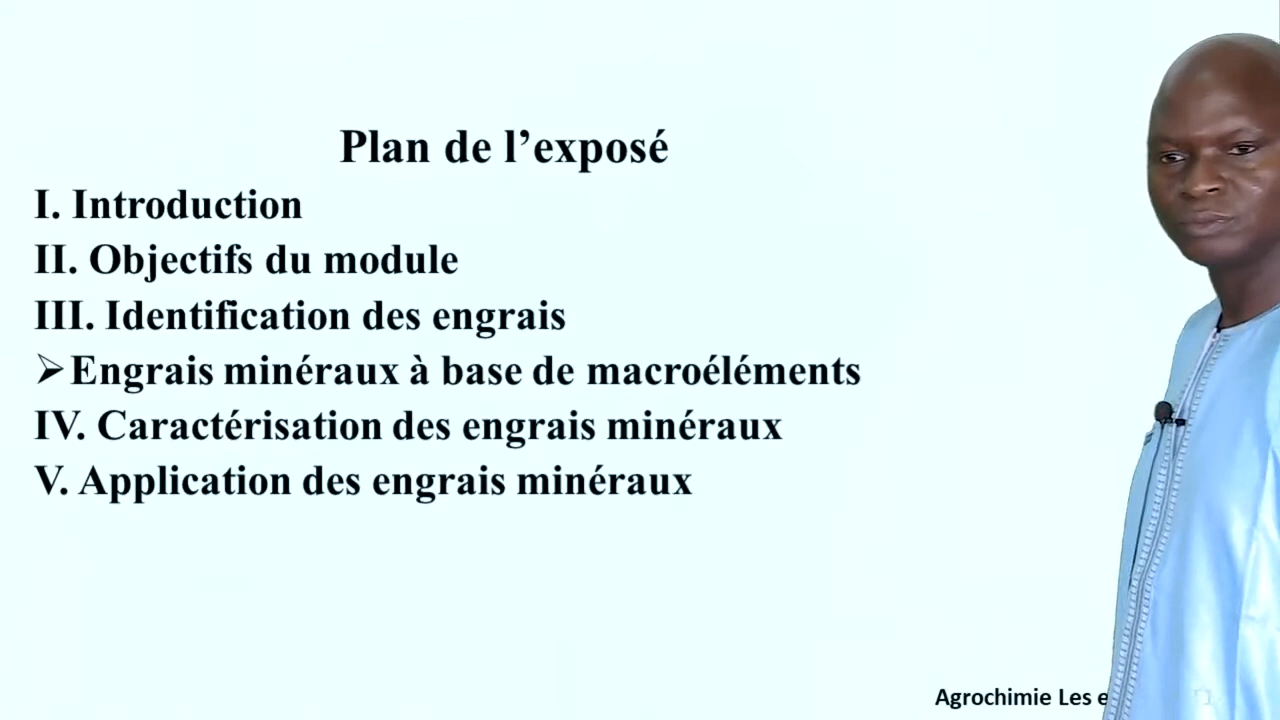 Plan de l’exposé
I. Introduction
II. Objectifs du module
III. Identification des engrais
➢Engrais minéraux à base de macroéléments
IV. Caractérisation des engrais minéraux
V. Application des engrais minéraux
Agrochimie Les